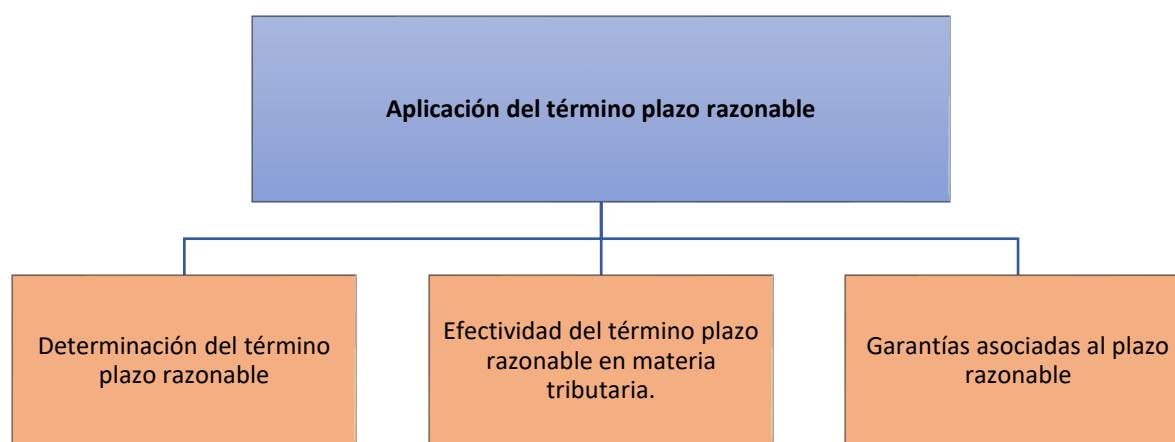 Aplicación del término plazo razonable
Determinación del término
plazo razonable
Efectividad del término plazo
razonable en materia
tributaria.
Garantías asociadas al plazo
razonable